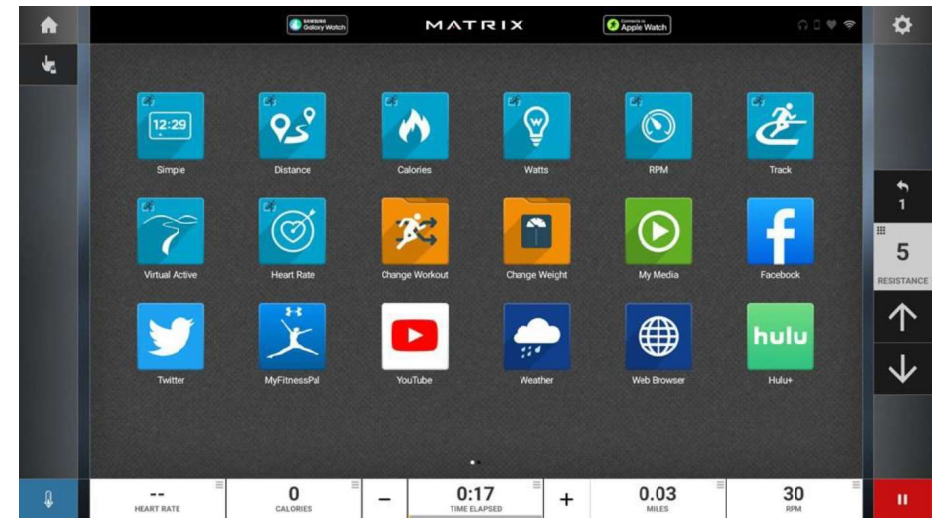 SAMSUNG
Galaxy Watch
MATRIX
Connects to
Apple Watch
12:29
Simple
Distance
Calories
W
Watts
RPM
Track
Virtual Active
Heart Rate
Change Workout
Change Weight
My Media
f
Facebook
1
5
RESISTANCE
Twitter
MyFitnessPal
YouTube
Weather
Web Browser
hulu
Hulu+
--
HEART RATE
0
CALORIES
−
0:17
TIME ELAPSED
+
0.03
MILES
30
RPM